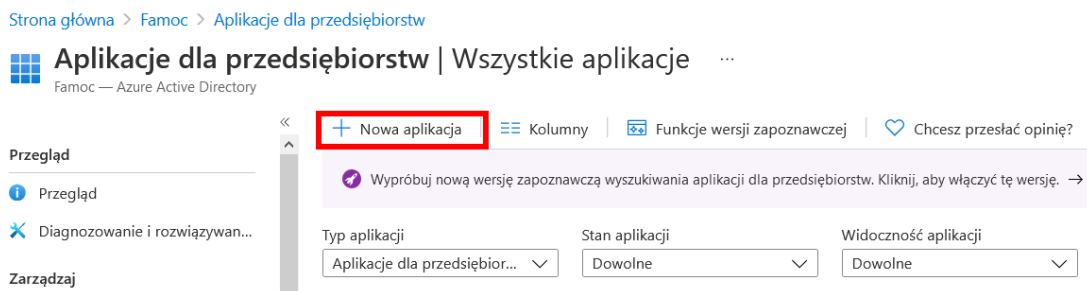 Strona główna > Famoc > Aplikacje dla przedsiębiorstw
Aplikacje dla przedsiębiorstw | Wszystkie aplikacje ...
Famoc — Azure Active Directory
«
Nowa aplikacja Kolumny Funkcje wersji zapoznawczej Chcesz przesłać opinię?
Przegląd
Wypróbuj nową wersję zapoznawczą wyszukiwania aplikacji dla przedsiębiorstw. Kliknij, aby włączyć tę wersję. →
Przegląd
Diagnozowanie i rozwiązywan...
Typ aplikacji Stan aplikacji Widoczność aplikacji
Aplikacje dla przedsiębior... Dowolne Dowolne
Zarządzaj